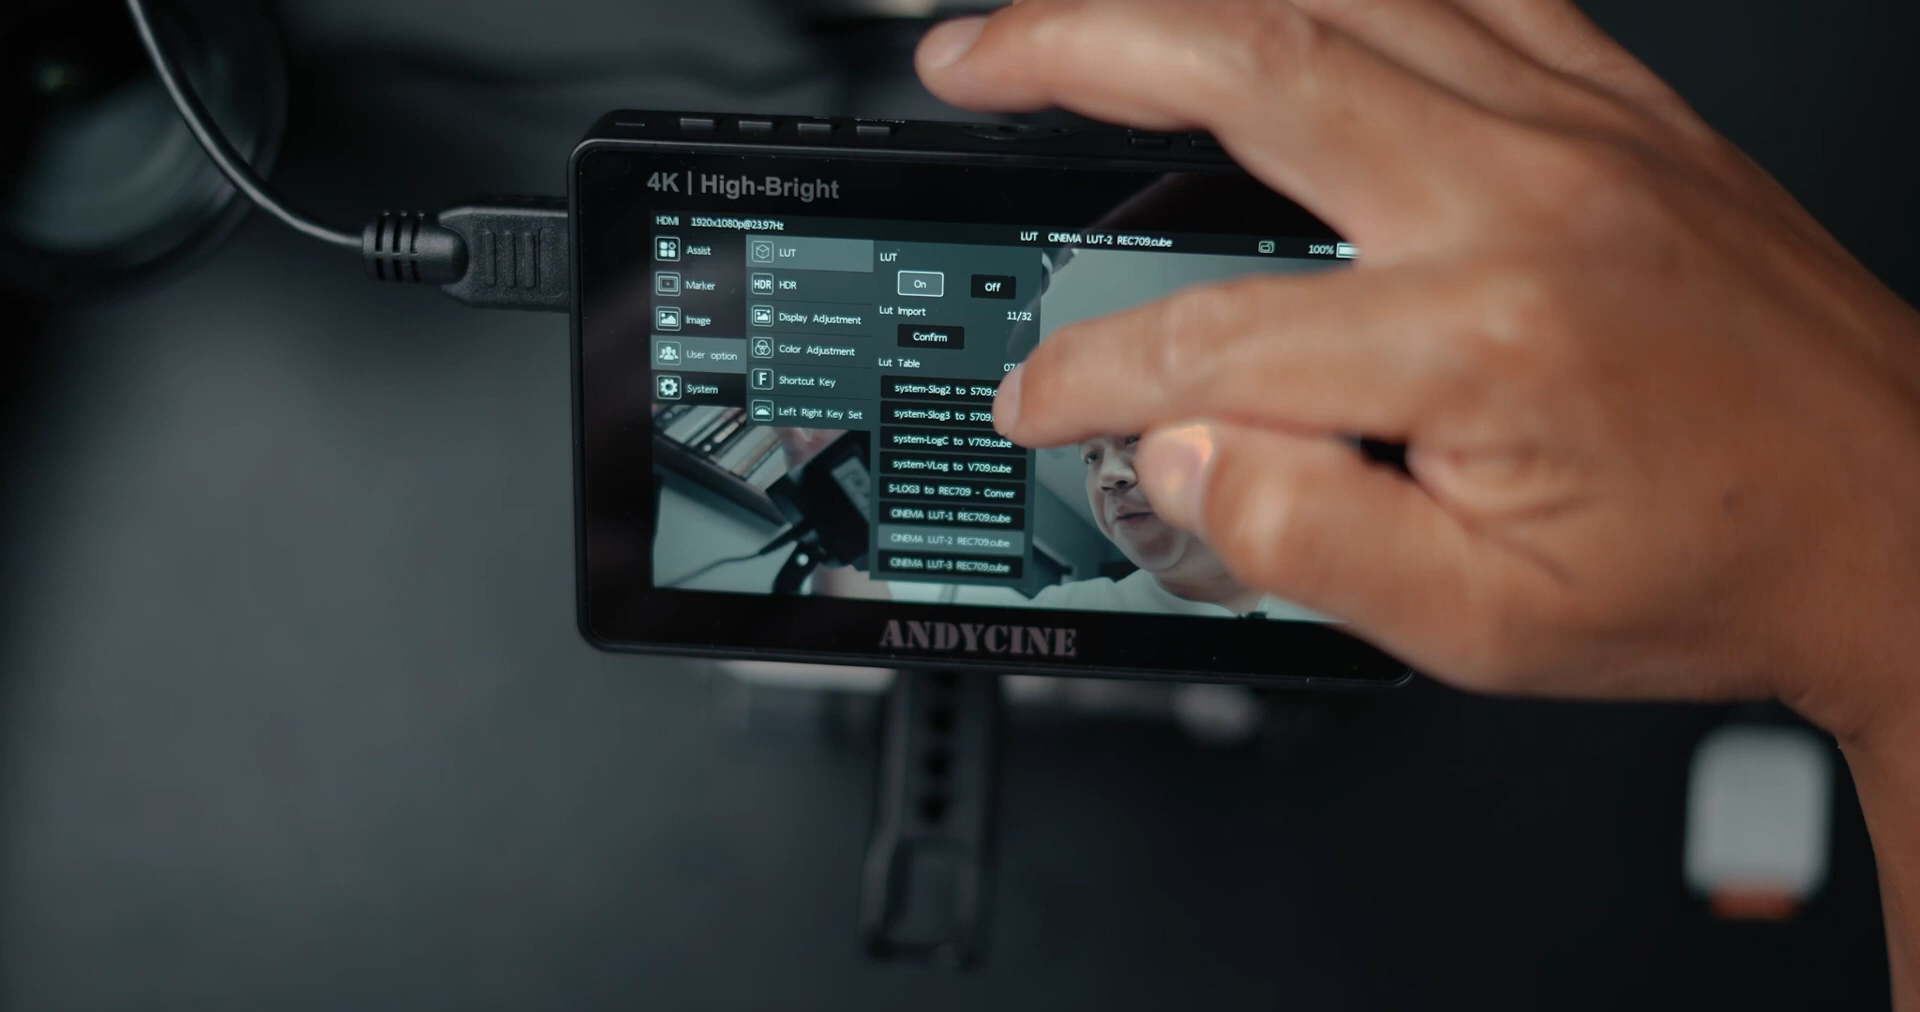 4K | High-Bright
HDMI 1920x1080p@23.97Hz
LUT CINEMA LUT-2 REC709.cube
100%
Assist
Marker
Image
User option
System
LUT
HDR HDR
Display Adjustment
Color Adjustment
F Shortcut Key
Left Right Key Set
LUT
On Off
Lut Import 11/32
Confirm
Lut Table 07
system-Slog2 to S709.c
system-Slog3 to S709.
system-LogC to V709.cube
system-VLog to V709.cube
S-LOG3 to REC709 - Conver
CINEMA LUT-1 REC709.cube
CINEMA LUT-2 REC709.cube
CINEMA LUT-3 REC709.cube
ANDYCINE